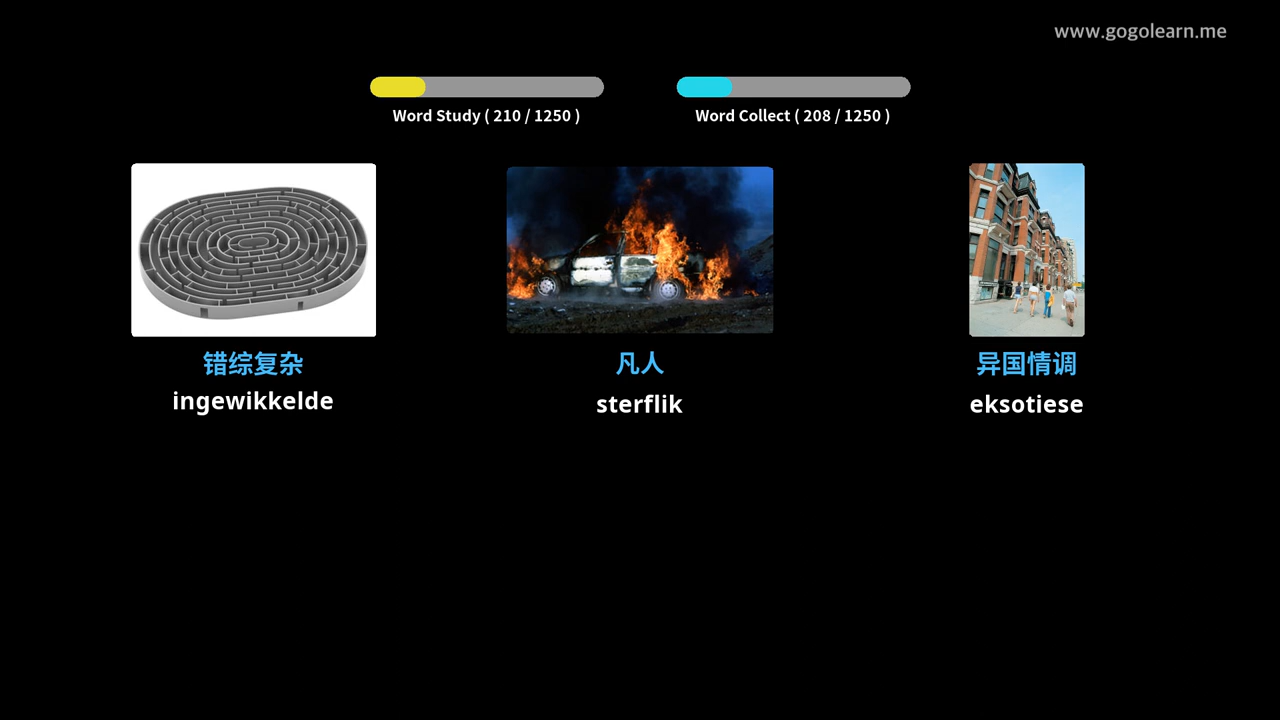 www.gogolearn.me
Word Study ( 210 / 1250 )
Word Collect ( 208 / 1250 )
错综复杂
ingewikkelde
凡人
sterflik
异国情调
eksotiese